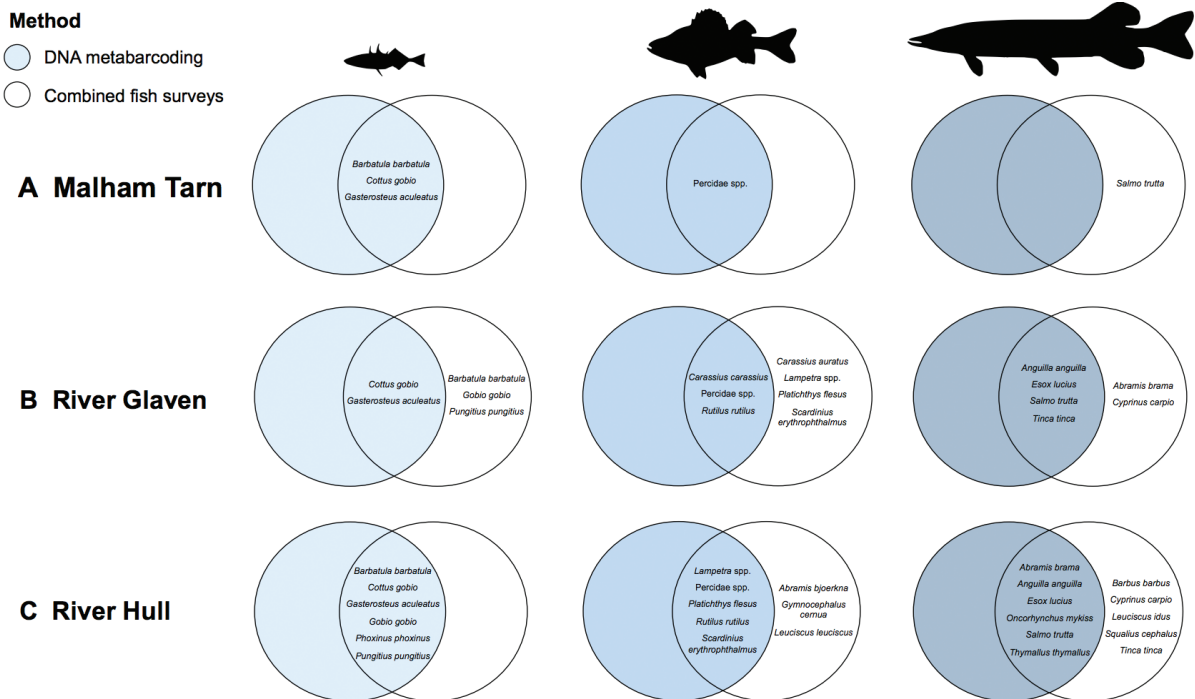 Method
DNA metabarcoding
Combined fish surveys
A Malham Tarn
Barbatula barbatula
Cottus gobio
Gasterosteus aculeatus
Percidae spp.
Salmo trutta
B River Glaven
Cottus gobio
Gasterosteus aculeatus
Barbatula barbatula
Gobio gobio
Pungitius pungitius
Carassius carassius
Percidae spp.
Rutilus rutilus
Carassius auratus
Lampetra spp.
Platichthys flesus
Scardinius
erythrophthalmus
Anguilla anguilla
Esox lucius
Salmo trutta
Tinca tinca
Abramis brama
Cyprinus carpio
C River Hull
Barbatula barbatula
Cottus gobio
Gasterosteus aculeatus
Gobio gobio
Phoxinus phoxinus
Pungitius pungitius
Lampetra spp.
Percidae spp.
Platichthys flesus
Rutilus rutilus
Scardinius
erythrophthalmus
Abramis bjoerkna
Gymnocephalus
cernua
Leuciscus leuciscus
Abramis brama
Anguilla anguilla
Esox lucius
Oncorhynchus mykiss
Salmo trutta
Thymallus thymallus
Barbus barbus
Cyprinus carpio
Leuciscus idus
Squalius cephalus
Tinca tinca